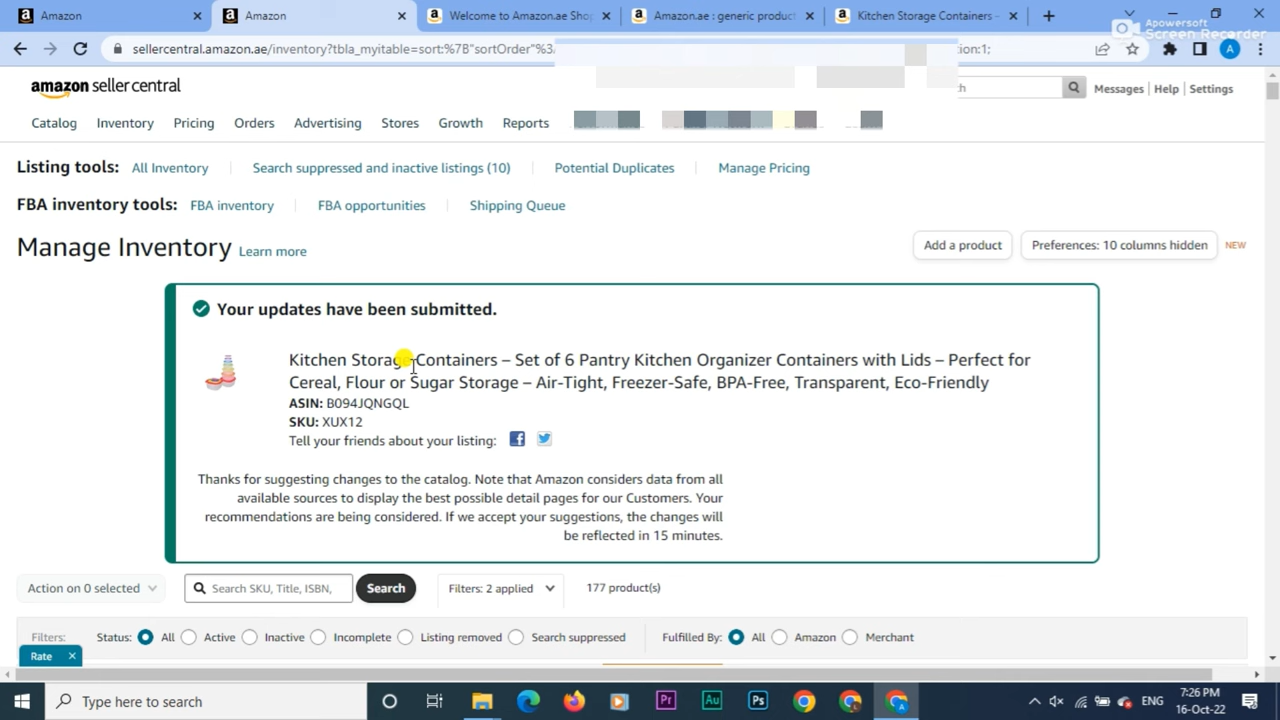 Amazon
Amazon
Welcome to Amazon.ae Sho
Amazon.ae : generic product
Kitchen Storage Containers –
Apowersoft
Screen Recorder
sellercentral.amazon.ae/inventory?tbla_myitable=sort:%7B"sortOrder"%3
tion:1;
A
amazon seller central
ch
Messages | Help | Settings
Catalog Inventory Pricing Orders Advertising Stores Growth Reports
Listing tools: All Inventory Search suppressed and inactive listings (10) Potential Duplicates Manage Pricing
FBA inventory tools: FBA inventory FBA opportunities Shipping Queue
Manage Inventory Learn more
Add a product
Preferences: 10 columns hidden
NEW
Your updates have been submitted.
Kitchen Storage Containers – Set of 6 Pantry Kitchen Organizer Containers with Lids – Perfect for
Cereal, Flour or Sugar Storage – Air-Tight, Freezer-Safe, BPA-Free, Transparent, Eco-Friendly
ASIN: B094JQNGQL
SKU: XUX12
Tell your friends about your listing:
Thanks for suggesting changes to the catalog. Note that Amazon considers data from all
available sources to display the best possible detail pages for our Customers. Your
recommendations are being considered. If we accept your suggestions, the changes will
be reflected in 15 minutes.
Action on 0 selected
Search SKU, Title, ISBN,
Search
Filters: 2 applied
177 product(s)
Filters: Status: All Active Inactive Incomplete Listing removed Search suppressed Fulfilled By: All Amazon Merchant
Rate
Type here to search
Pr
Au
Ps
A
ENG
7:26 PM
16-Oct-22